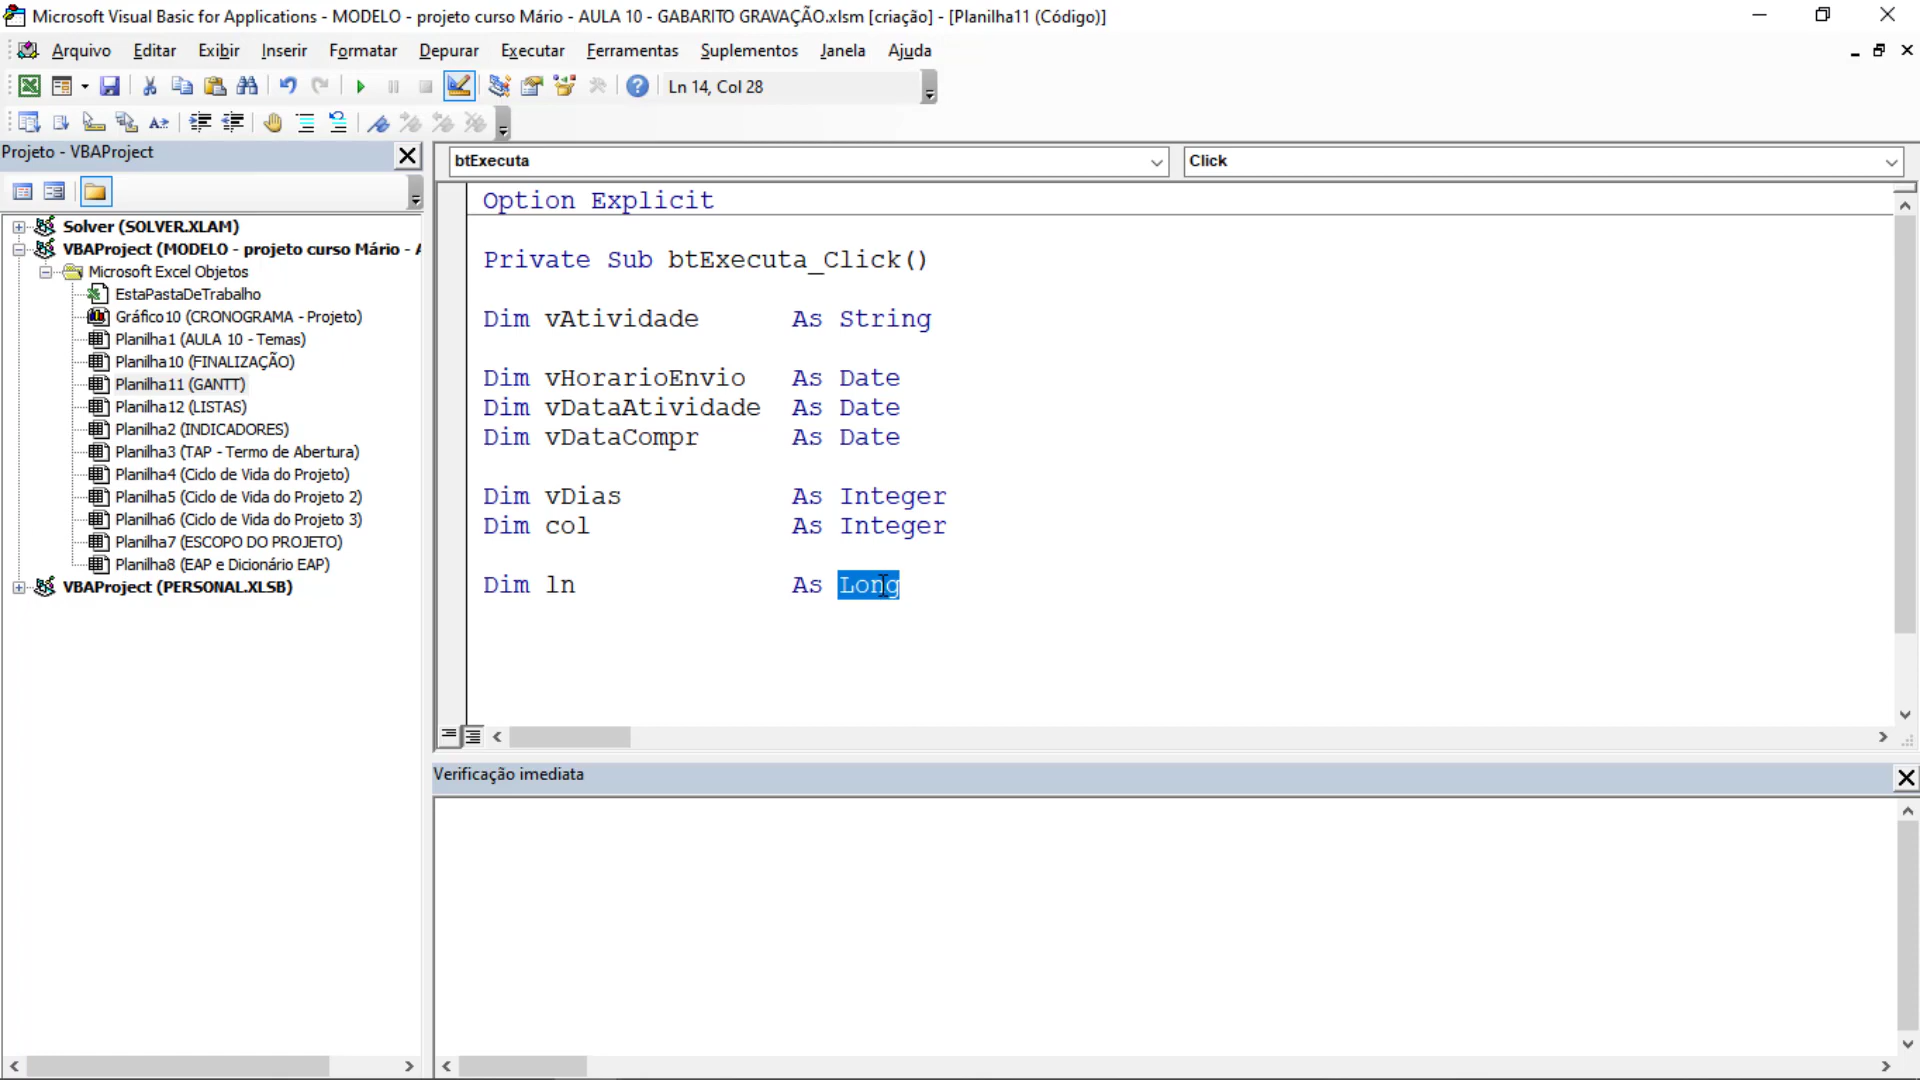 Microsoft Visual Basic for Applications - MODELO - projeto curso Mário - AULA 10 - GABARITO GRAVAÇÃO.xlsm [criação] - [Planilha11 (Código)]
Arquivo Editar Exibir Inserir Formatar Depurar Executar Ferramentas Suplementos Janela Ajuda
Ln 14, Col 28
Projeto - VBAProject
Solver (SOLVER.XLAM)
VBAProject (MODELO - projeto curso Mário - A
Microsoft Excel Objetos
EstaPastaDeTrabalho
Gráfico10 (CRONOGRAMA - Projeto)
Planilha1 (AULA 10 - Temas)
Planilha10 (FINALIZAÇÃO)
Planilha11 (GANTT)
Planilha12 (LISTAS)
Planilha2 (INDICADORES)
Planilha3 (TAP - Termo de Abertura)
Planilha4 (Ciclo de Vida do Projeto)
Planilha5 (Ciclo de Vida do Projeto 2)
Planilha6 (Ciclo de Vida do Projeto 3)
Planilha7 (ESCOPO DO PROJETO)
Planilha8 (EAP e Dicionário EAP)
VBAProject (PERSONAL.XLSB)
btExecuta Click
Option Explicit
Private Sub btExecuta_Click()
Dim vAtividade As String
Dim vHorarioEnvio As Date
Dim vDataAtividade As Date
Dim vDataCompr As Date
Dim vDias As Integer
Dim col As Integer
Dim ln As Long
Verificação imediata